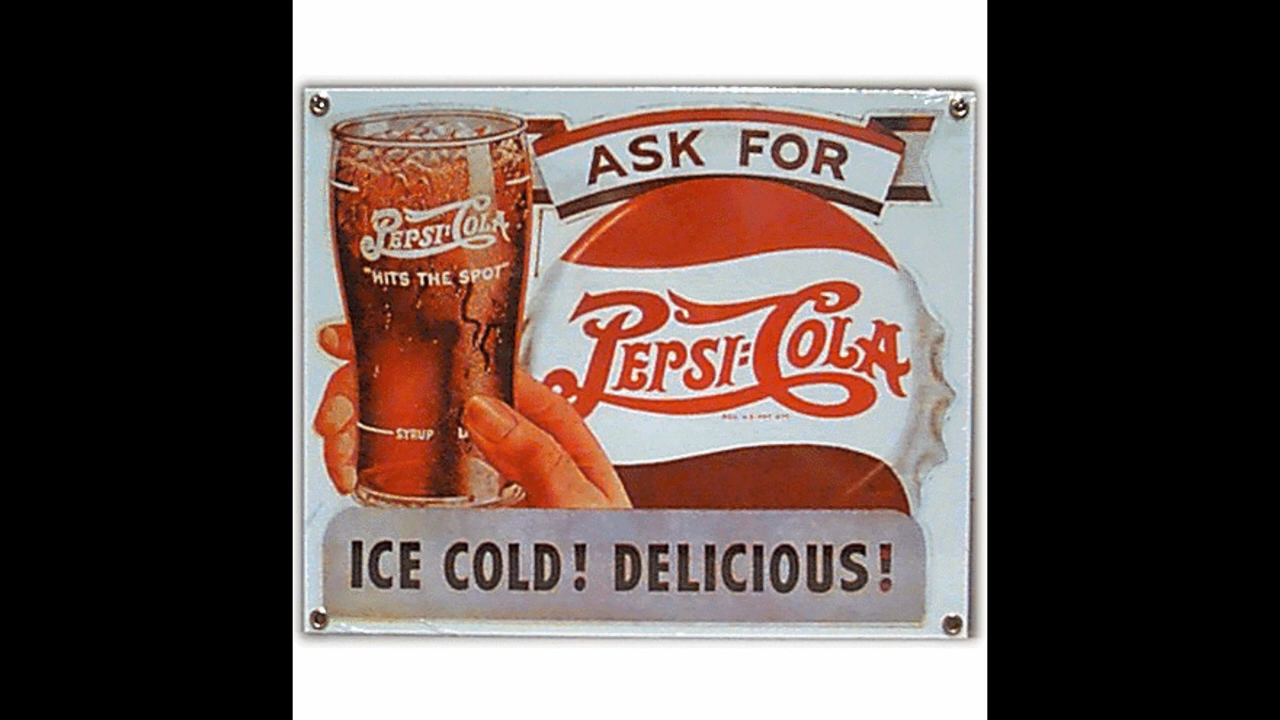 ASK FOR
PEPSI:COLA
"HITS THE SPOT"
PEPSI:COLA
SYRUP
ICE COLD! DELICIOUS!